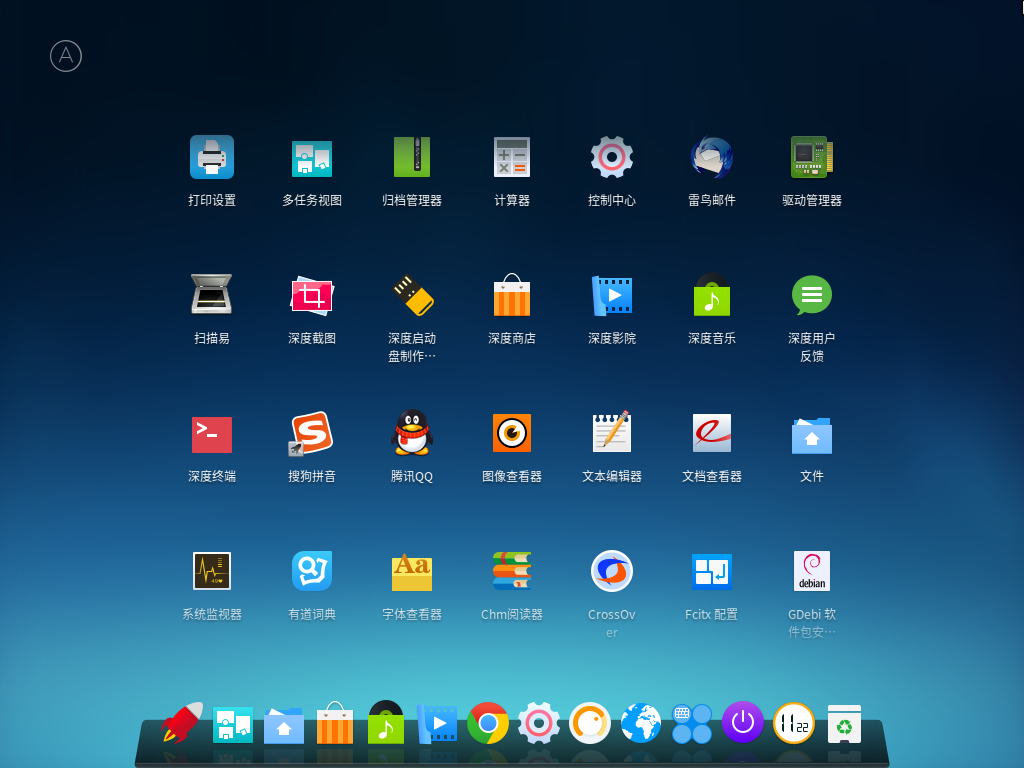 A
打印设置
多任务视图
归档管理器
计算器
控制中心
雷鸟邮件
驱动管理器
扫描易
深度截图
深度启动
盘制作…
深度商店
深度影院
深度音乐
深度用户
反馈
深度终端
搜狗拼音
腾讯QQ
图像查看器
文本编辑器
文档查看器
文件
系统监视器
有道词典
Aa
字体查看器
Chm阅读器
CrossOv
er
Fcitx 配置
debian
GDebi 软
件包安…
11 22